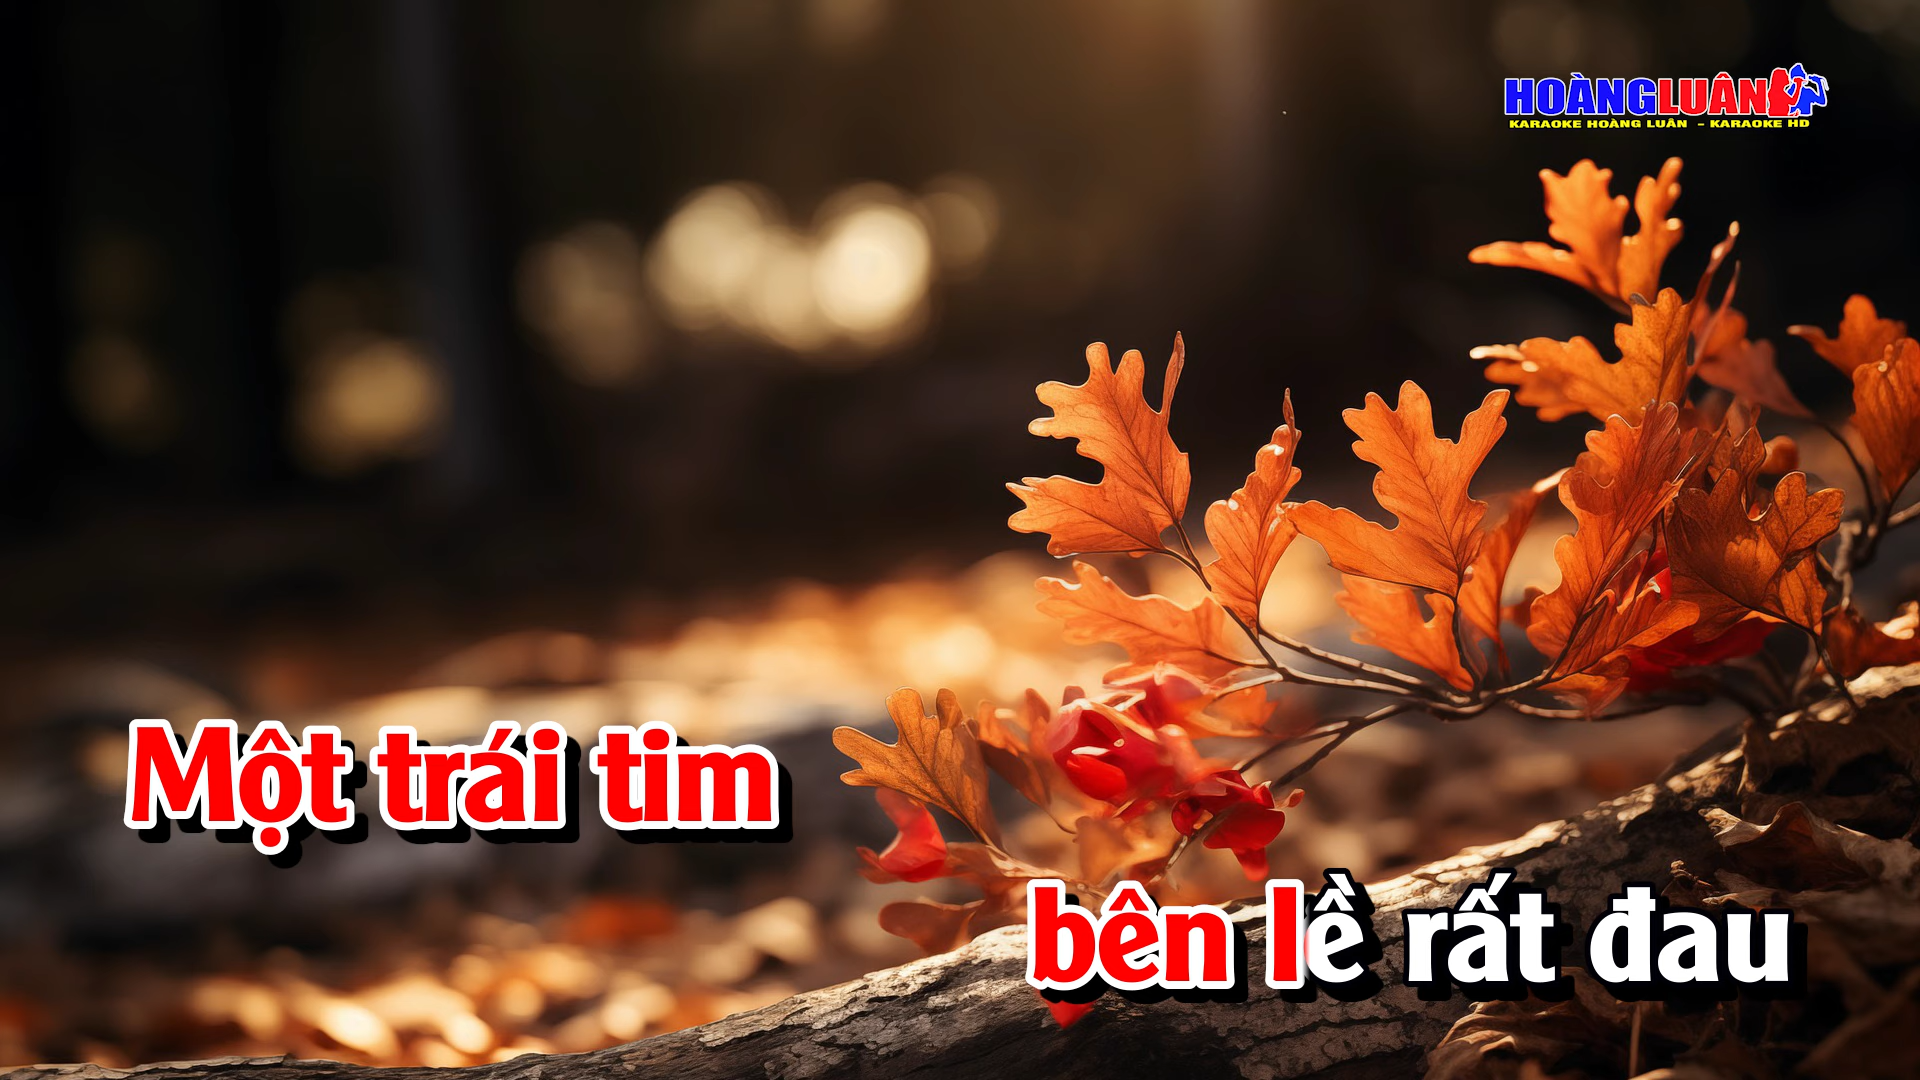 HOÀNGLUÂN
KARAOKE HOÀNG LUÂN - KARAOKE HD
Một trái tim
bên lề rất đau